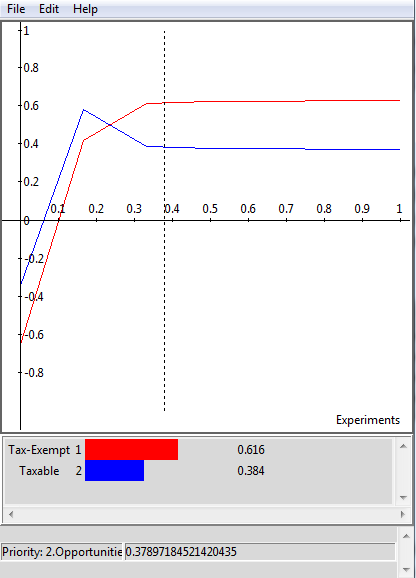 File Edit Help
1
0.8
0.6
0.4
0.2
0.1 0.2 0.3 0.4 0.5 0.6 0.7 0.8 0.9 1
0
-0.2
-0.4
-0.6
-0.8
Experiments
Tax-Exempt 1 0.616
Taxable 2 0.384
Priority: 2.Opportunitie 0.37897184521420435